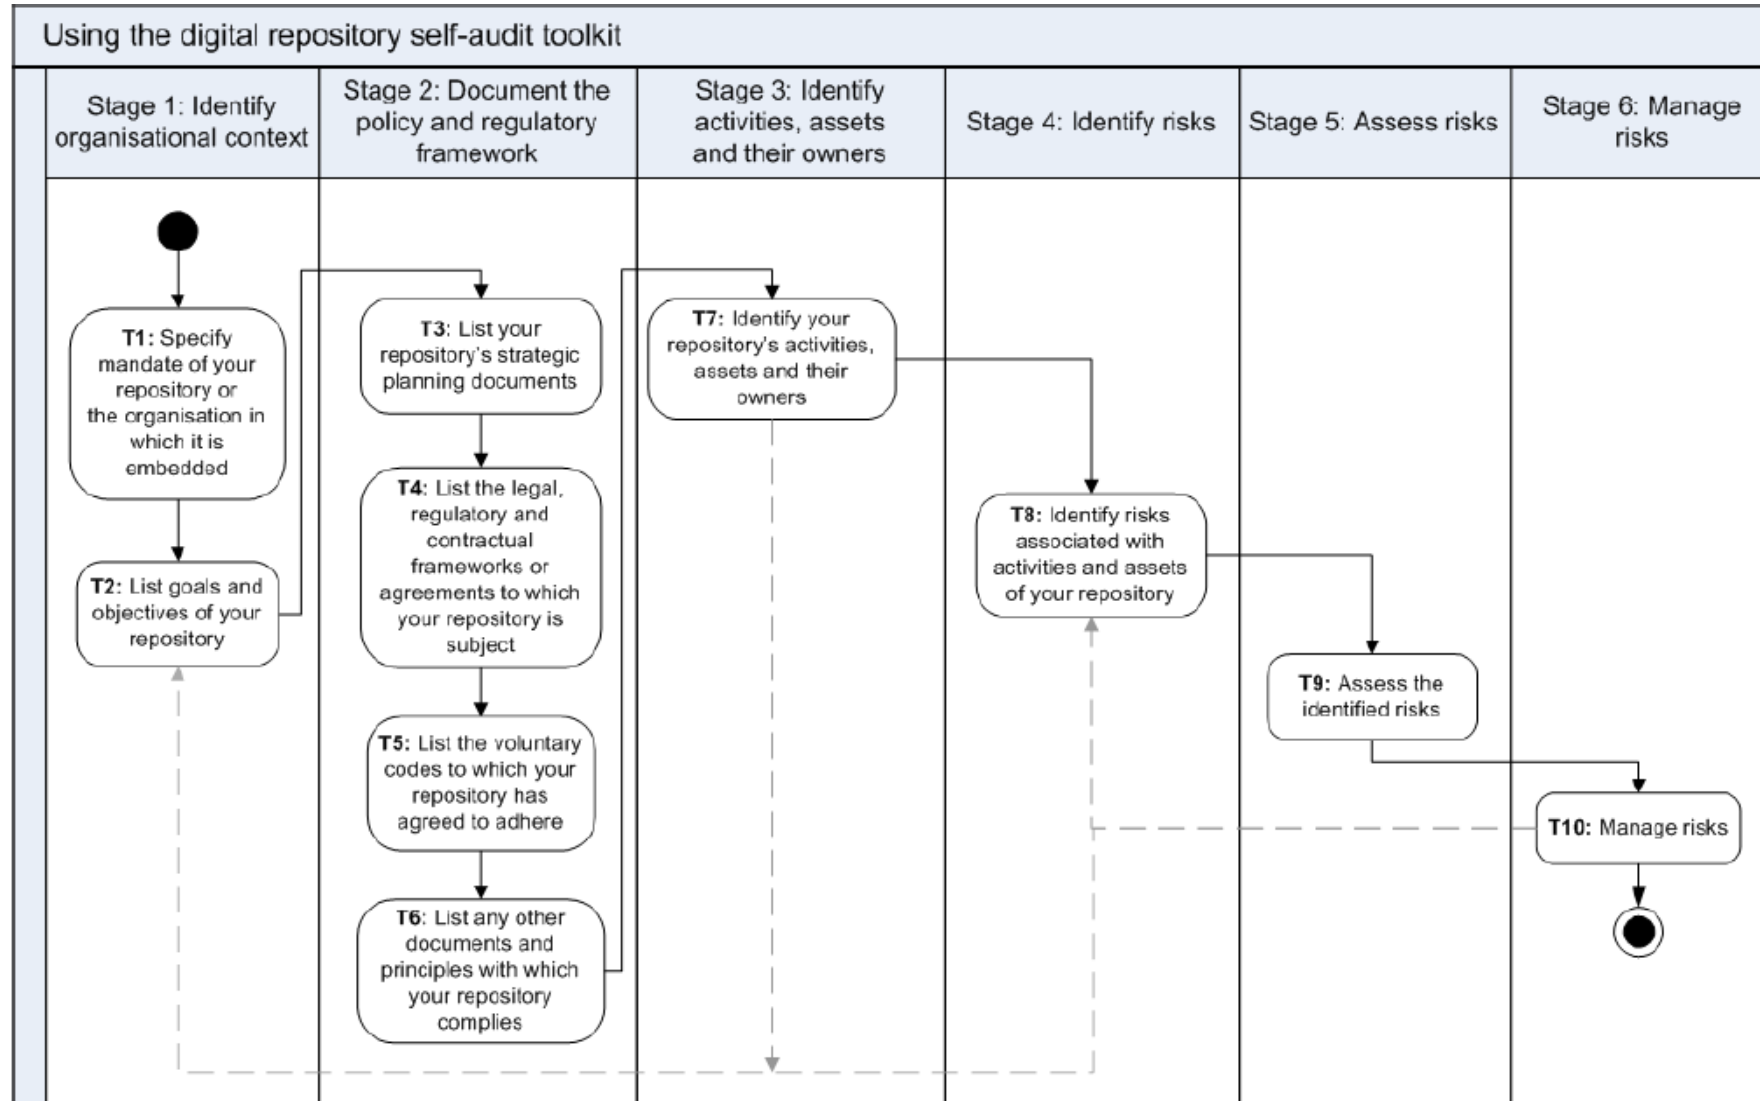 Using the digital repository self-audit toolkit
Stage 1: Identify
organisational context
Stage 2: Document the
policy and regulatory
framework
Stage 3: Identify
activities, assets
and their owners
Stage 4: Identify risks
Stage 5: Assess risks
Stage 6: Manage
risks
T1: Specify
mandate of your
repository or
the organisation in
which it is
embedded
T2: List goals and
objectives of your
repository
T3: List your
repository's strategic
planning documents
T4: List the legal,
regulatory and
contractual
frameworks or
agreements to which
your repository is
subject
T5: List the voluntary
codes to which your
repository has
agreed to adhere
T6: List any other
documents and
principles with which
your repository
complies
T7: Identify your
repository's activities,
assets and their
owners
T8: Identify risks
associated with
activities and assets
of your repository
T9: Assess the
identified risks
T10: Manage risks